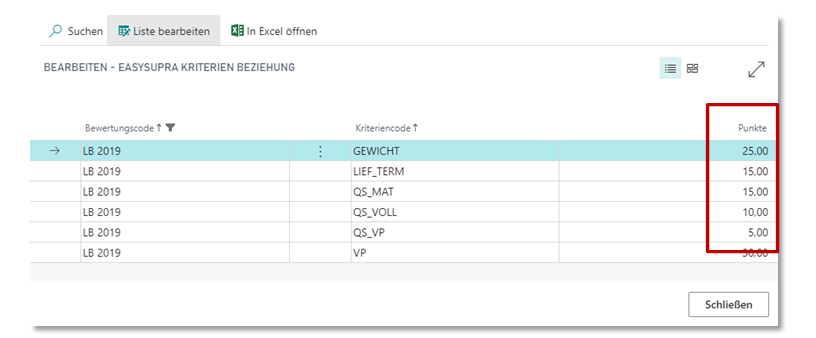 Suchen Liste bearbeiten In Excel öffnen
BEARBEITEN - EASYSUPRA KRITERIEN BEZIEHUNG
Bewertungscode ↑ Kriteriencode ↑ Punkte
→ LB 2019 ⋮ GEWICHT 25,00
LB 2019 LIEF_TERM 15,00
LB 2019 QS_MAT 15,00
LB 2019 QS_VOLL 10,00
LB 2019 QS_VP 5,00
LB 2019 VP 30,00
Schließen